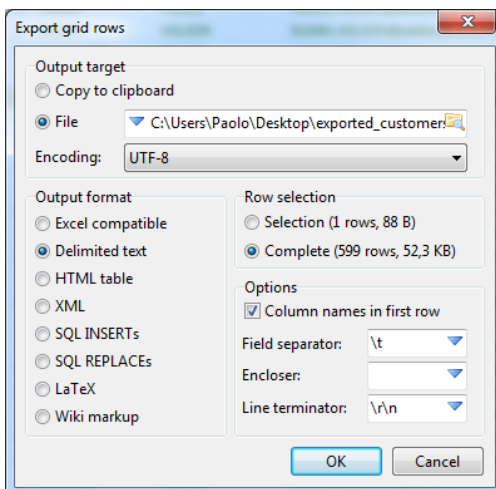 Export grid rows
Output target
Copy to clipboard
File
C:\Users\Paolo\Desktop\exported_customer
Encoding:
UTF-8
Output format
Excel compatible
Delimited text
HTML table
XML
SQL INSERTs
SQL REPLACEs
LaTeX
Wiki markup
Row selection
Selection (1 rows, 88 B)
Complete (599 rows, 52,3 KB)
Options
Column names in first row
Field separator:
\t
Encloser:
Line terminator:
\r\n
OK
Cancel